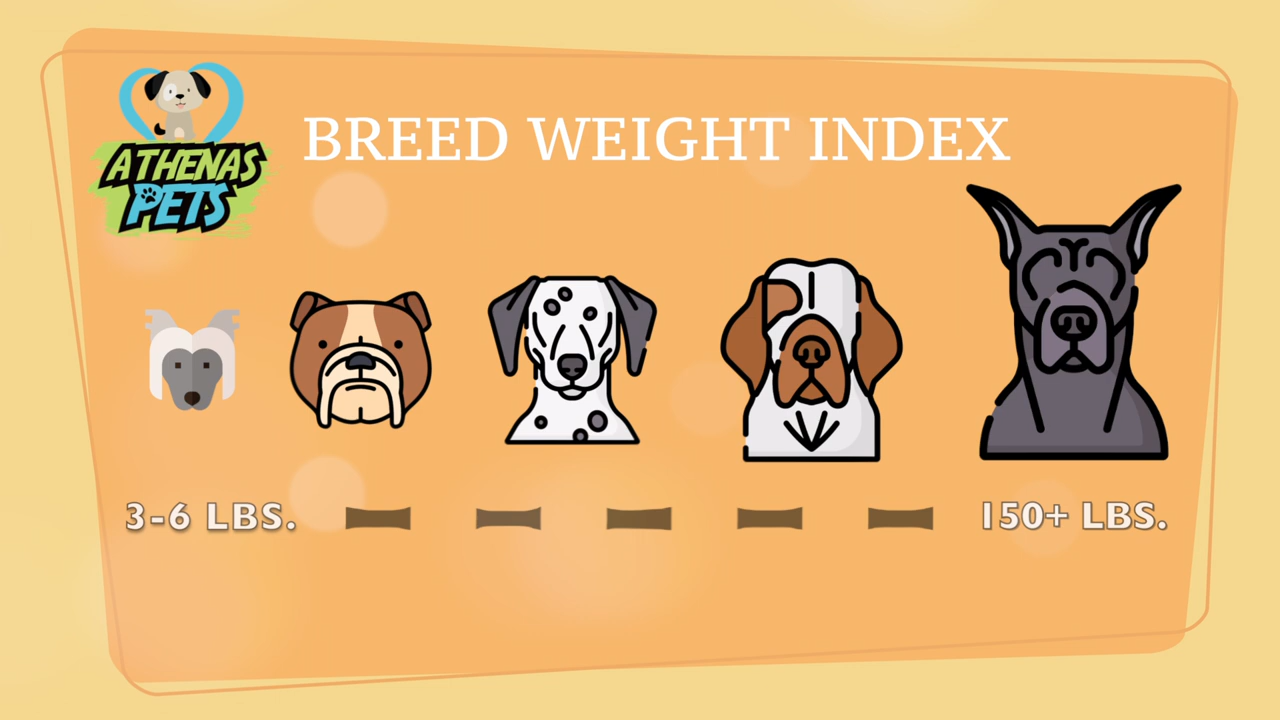 ATHENAS
PETS
BREED WEIGHT INDEX
3-6 LBS.
150+ LBS.